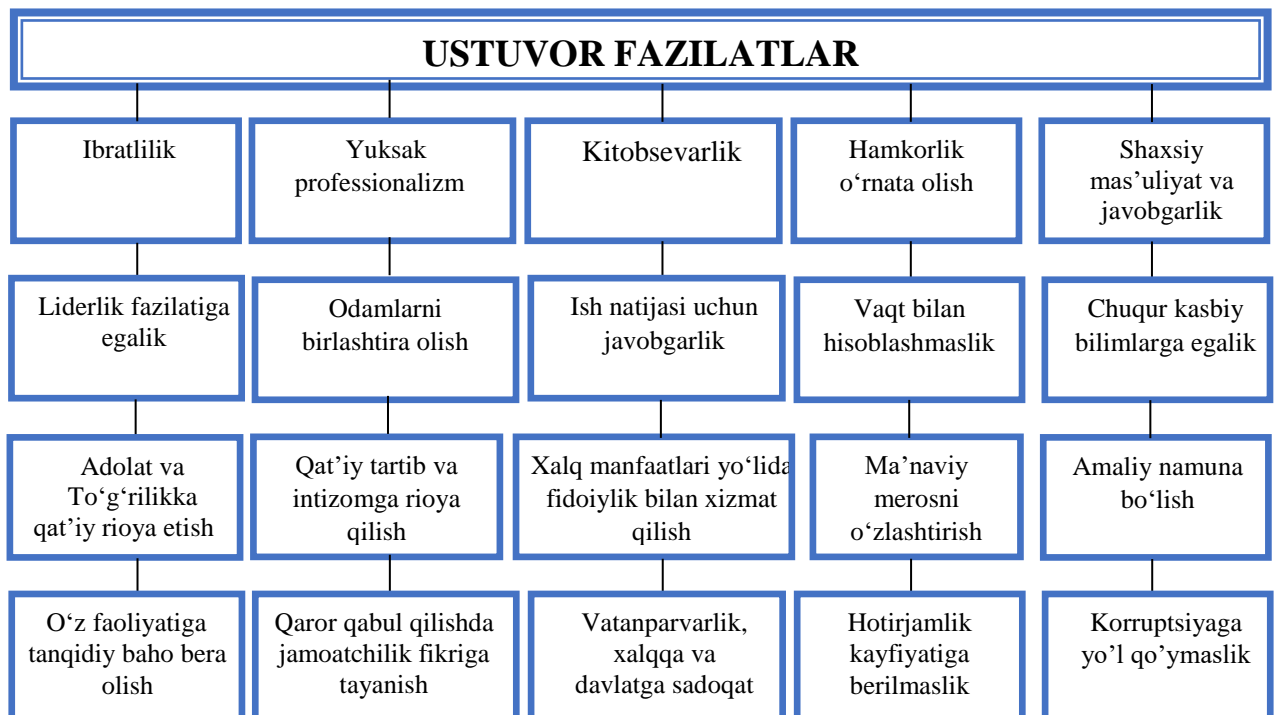 USTUVOR FAZILATLAR
Ibratlilik
Yuksak
professionalizm
Kitobsevarlik
Hamkorlik
o‘rnata olish
Shaxsiy
mas’uliyat va
javobgarlik
Liderlik fazilatiga
egalik
Odamlarni
birlashtira olish
Ish natijasi uchun
javobgarlik
Vaqt bilan
hisoblashmaslik
Chuqur kasbiy
bilimlarga egalik
Adolat va
To‘g‘rilikka
qat’iy rioya etish
Qat’iy tartib va
intizomga rioya
qilish
Xalq manfaatlari yo‘lida
fidoiylik bilan xizmat
qilish
Ma’naviy
merosni
o‘zlashtirish
Amaliy namuna
bo‘lish
O‘z faoliyatiga
tanqidiy baho bera
olish
Qaror qabul qilishda
jamoatchilik fikriga
tayanish
Vatanparvarlik,
xalqqa va
davlatga sadoqat
Hotirjamlik
kayfiyatiga
berilmaslik
Korruptsiyaga
yo’l qo’ymaslik